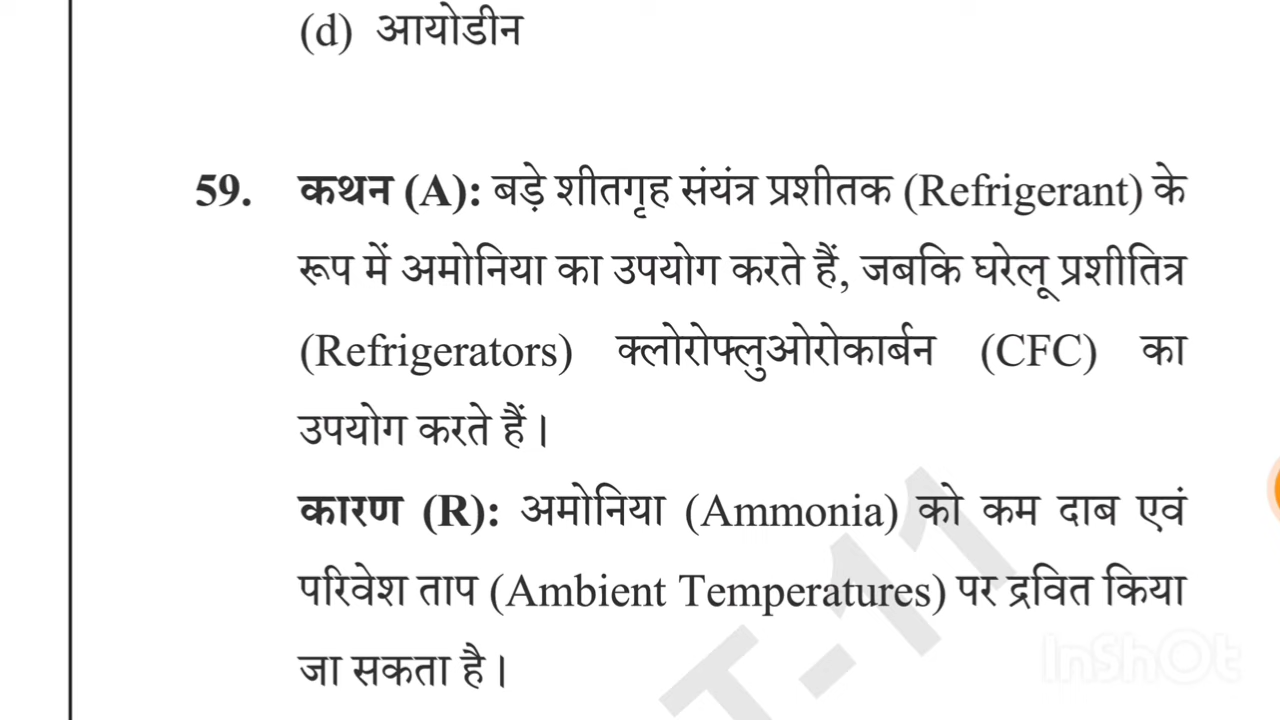 (d) आयोडीन
59. कथन (A): बड़े शीतगृह संयंत्र प्रशीतक (Refrigerant) के
रूप में अमोनिया का उपयोग करते हैं, जबकि घरेलू प्रशीतित्र
(Refrigerators) क्लोरोफ्लुओरोकार्बन (CFC) का
उपयोग करते हैं।
कारण (R): अमोनिया (Ammonia) को कम दाब एवं
परिवेश ताप (Ambient Temperatures) पर द्रवित किया
जा सकता है।
T-11
InShOt